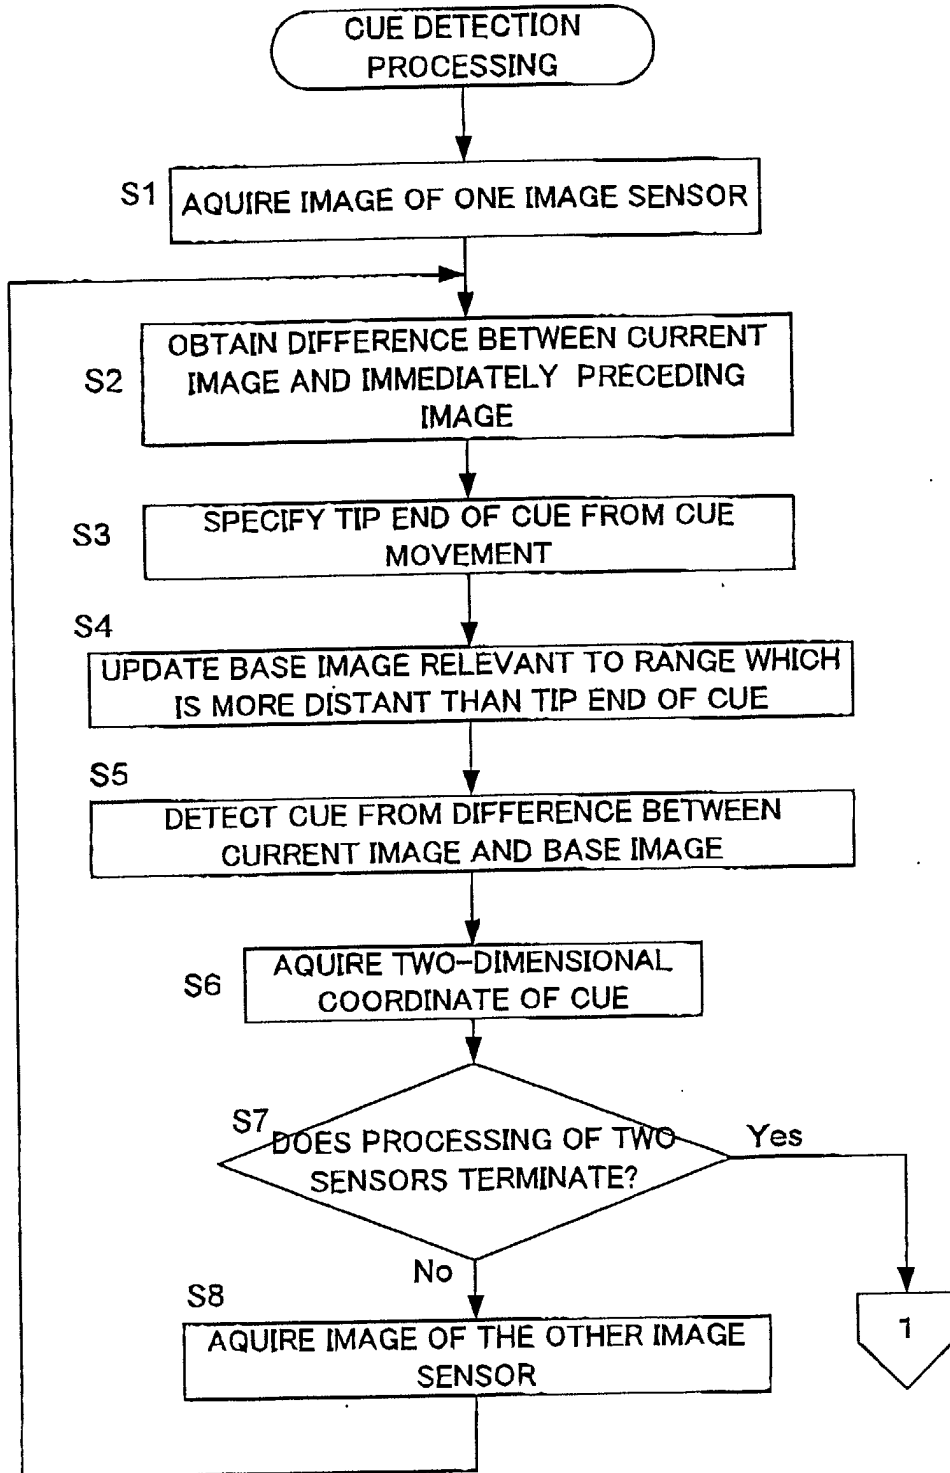 CUE DETECTION
PROCESSING
S1
AQUIRE IMAGE OF ONE IMAGE SENSOR
S2
OBTAIN DIFFERENCE BETWEEN CURRENT
IMAGE AND IMMEDIATELY PRECEDING
IMAGE
S3
SPECIFY TIP END OF CUE FROM CUE
MOVEMENT
S4
UPDATE BASE IMAGE RELEVANT TO RANGE WHICH
IS MORE DISTANT THAN TIP END OF CUE
S5
DETECT CUE FROM DIFFERENCE BETWEEN
CURRENT IMAGE AND BASE IMAGE
S6
AQUIRE TWO-DIMENSIONAL
COORDINATE OF CUE
S7
DOES PROCESSING OF TWO
SENSORS TERMINATE?
Yes
No
1
S8
AQUIRE IMAGE OF THE OTHER IMAGE
SENSOR